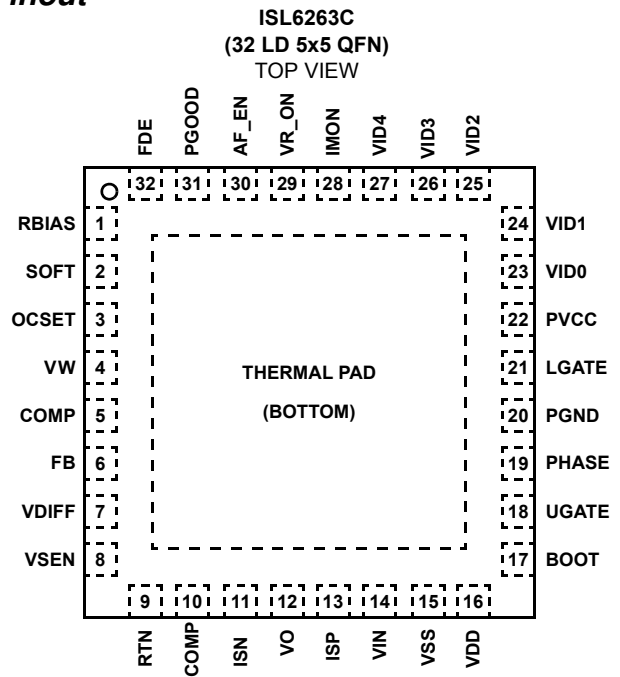 ISL6263C
(32 LD 5x5 QFN)
TOP VIEW
FDE
PGOOD
AF_EN
VR_ON
IMON
VID4
VID3
VID2
32
31
30
29
28
27
26
25
RBIAS 1
SOFT 2
OCSET 3
VW 4
COMP 5
FB 6
VDIFF 7
VSEN 8
THERMAL PAD
(BOTTOM)
24 VID1
23 VID0
22 PVCC
21 LGATE
20 PGND
19 PHASE
18 UGATE
17 BOOT
9
10
11
12
13
14
15
16
RTN
COMP
ISN
VO
ISP
VIN
VSS
VDD